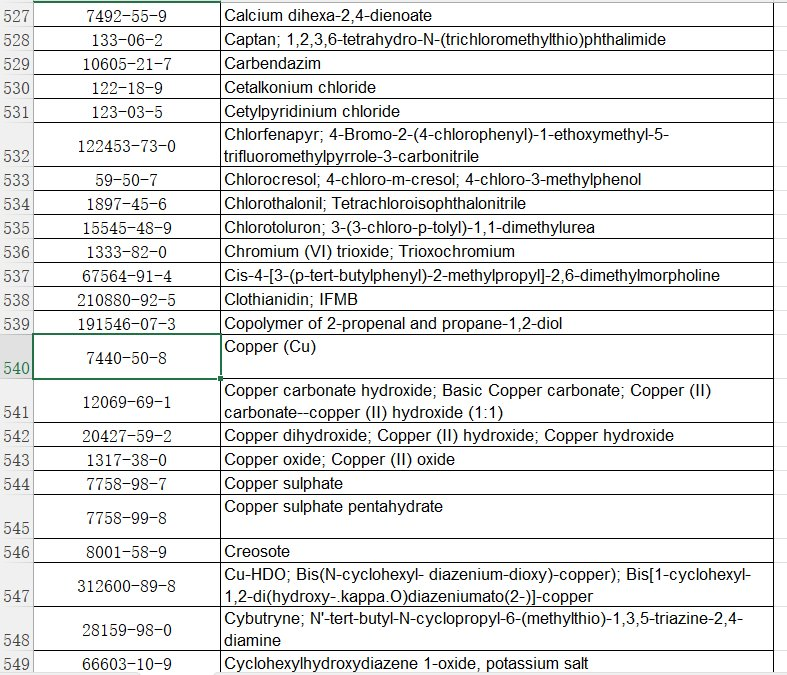 527 7492-55-9 Calcium dihexa-2,4-dienoate
528 133-06-2 Captan; 1,2,3,6-tetrahydro-N-(trichloromethylthio)phthalimide
529 10605-21-7 Carbendazim
530 122-18-9 Cetalkonium chloride
531 123-03-5 Cetylpyridinium chloride
532 122453-73-0 Chlorfenapyr; 4-Bromo-2-(4-chlorophenyl)-1-ethoxymethyl-5-
trifluoromethylpyrrole-3-carbonitrile
533 59-50-7 Chlorocresol; 4-chloro-m-cresol; 4-chloro-3-methylphenol
534 1897-45-6 Chlorothalonil; Tetrachloroisophthalonitrile
535 15545-48-9 Chlorotoluron; 3-(3-chloro-p-tolyl)-1,1-dimethylurea
536 1333-82-0 Chromium (VI) trioxide; Trioxochromium
537 67564-91-4 Cis-4-[3-(p-tert-butylphenyl)-2-methylpropyl]-2,6-dimethylmorpholine
538 210880-92-5 Clothianidin; IFMB
539 191546-07-3 Copolymer of 2-propenal and propane-1,2-diol
540 7440-50-8 Copper (Cu)
541 12069-69-1 Copper carbonate hydroxide; Basic Copper carbonate; Copper (II)
carbonate--copper (II) hydroxide (1:1)
542 20427-59-2 Copper dihydroxide; Copper (II) hydroxide; Copper hydroxide
543 1317-38-0 Copper oxide; Copper (II) oxide
544 7758-98-7 Copper sulphate
545 7758-99-8 Copper sulphate pentahydrate
546 8001-58-9 Creosote
547 312600-89-8 Cu-HDO; Bis(N-cyclohexyl- diazenium-dioxy)-copper); Bis[1-cyclohexyl-
1,2-di(hydroxy-.kappa.O)diazeniumato(2-)]-copper
548 28159-98-0 Cybutryne; N'-tert-butyl-N-cyclopropyl-6-(methylthio)-1,3,5-triazine-2,4-
diamine
549 66603-10-9 Cyclohexylhydroxydiazene 1-oxide, potassium salt